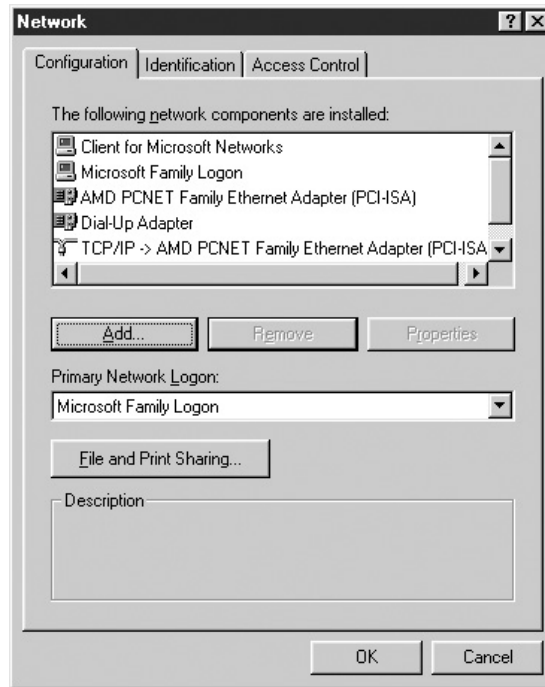 Network
Configuration Identification Access Control
The following network components are installed:
Client for Microsoft Networks
Microsoft Family Logon
AMD PCNET Family Ethernet Adapter (PCI-ISA)
Dial-Up Adapter
TCP/IP -> AMD PCNET Family Ethernet Adapter (PCI-ISA
Add... Remove Properties
Primary Network Logon:
Microsoft Family Logon
File and Print Sharing...
Description
OK Cancel